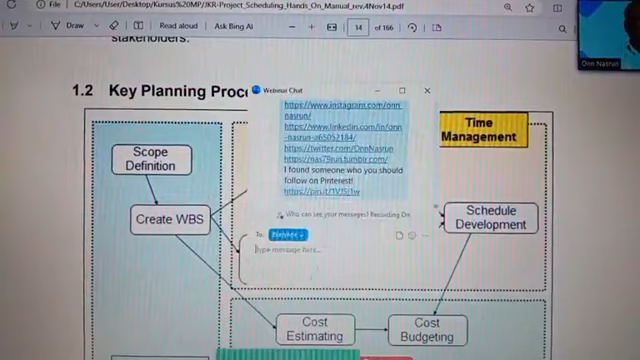 File
C:/Users/User/Desktop/Kursus%20MP/JKR-Project_Scheduling_Hands_On_Manual_rev.4Nov14.pdf
Draw
Read aloud
Ask Bing AI
14
of 166
Onn Nasrun
stakeholders.
1.2 Key Planning Proc
Webinar Chat
https://www.instagram.com/onn
nasrun/
https://www.linkedin.com/in/onn
-nasrun-a65052184/
https://twitter.com/OnnNasrun
https://nas79run.tumblr.com/
I found someone who you should
follow on Pinterest!
Who can see your messages? Recording On
To:
Type message here...
Time
Management
Scope
Definition
Create WBS
Schedule
Development
Cost
Estimating
Cost
Budgeting